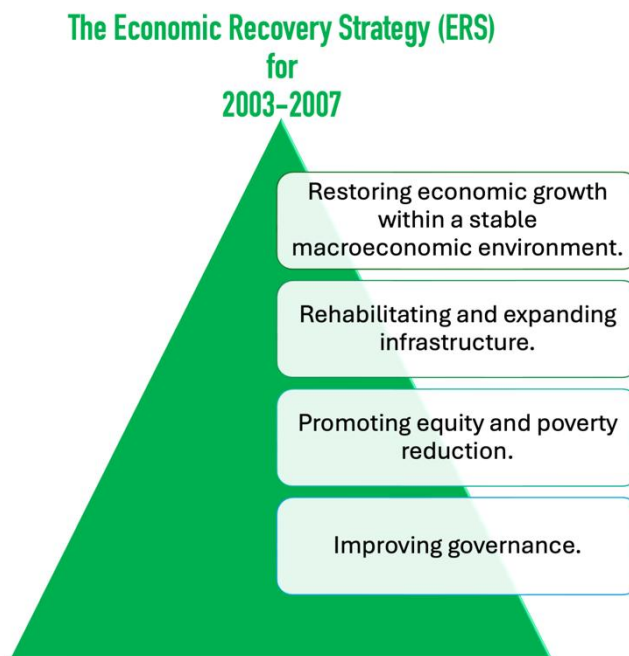 The Economic Recovery Strategy (ERS)
for
2003–2007
Restoring economic growth
within a stable
macroeconomic environment.
Rehabilitating and expanding
infrastructure.
Promoting equity and poverty
reduction.
Improving governance.